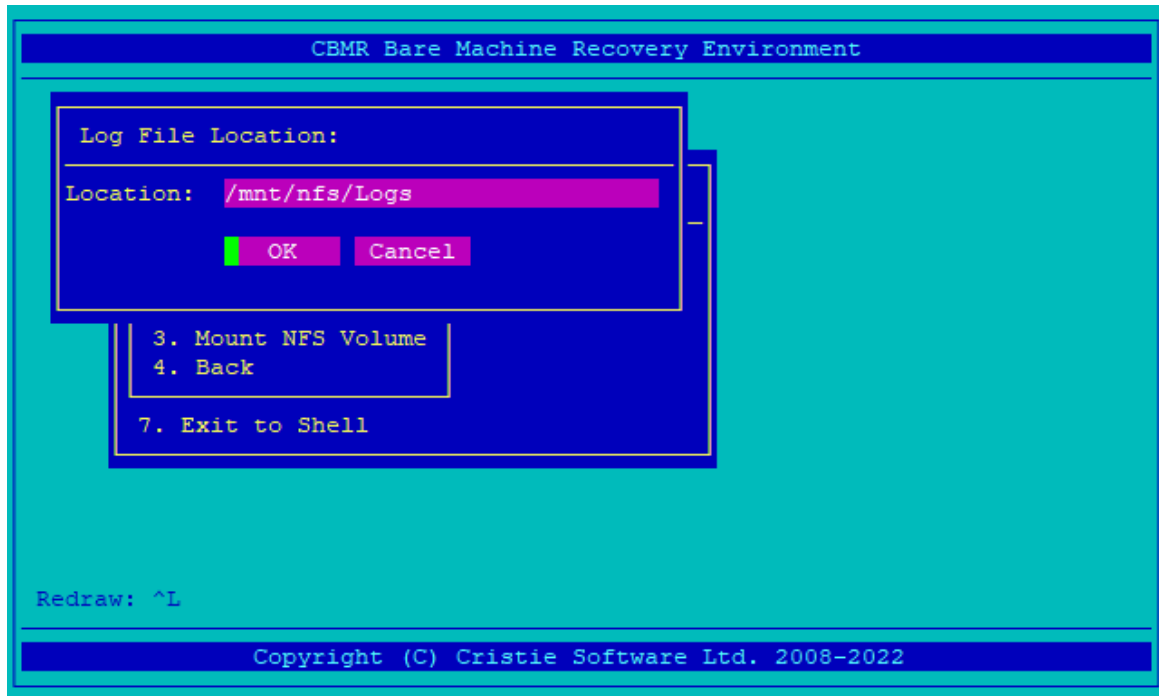 CBMR Bare Machine Recovery Environment
Log File Location:
Location: /mnt/nfs/Logs
OK Cancel
3. Mount NFS Volume
4. Back
7. Exit to Shell
Redraw: ^L
Copyright (C) Cristie Software Ltd. 2008-2022